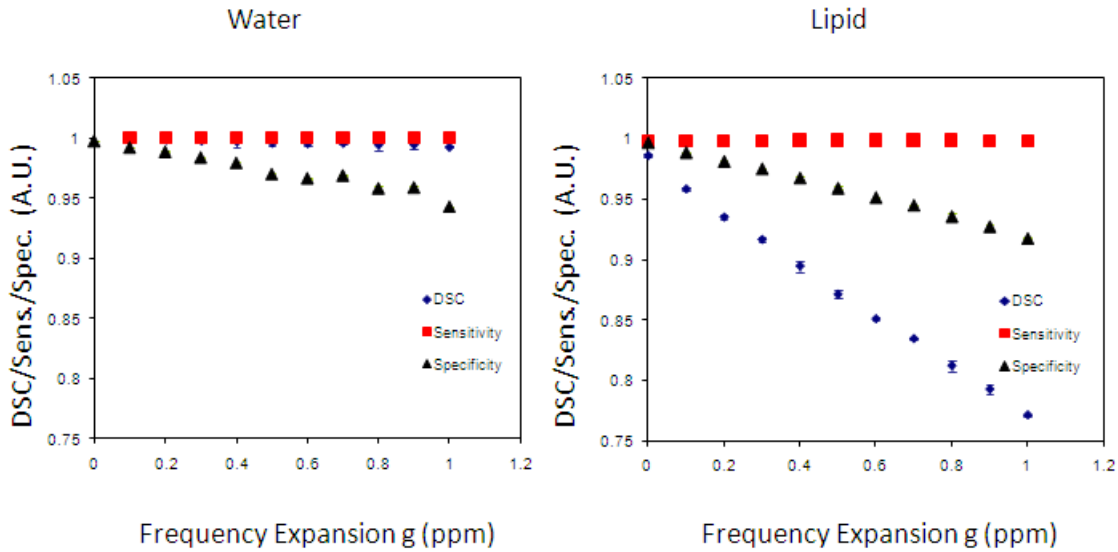 Water
DSC/Sens./Spec. (A.U.)
1.05
1
0.95
0.9
0.85
0.8
0.75
DSC
Sensitivity
Specificity
0 0.2 0.4 0.6 0.8 1 1.2
Frequency Expansion g (ppm)
Lipid
DSC/Sens./Spec. (A.U.)
1.05
1
0.95
0.9
0.85
0.8
0.75
DSC
Sensitivity
Specificity
0 0.2 0.4 0.6 0.8 1 1.2
Frequency Expansion g (ppm)